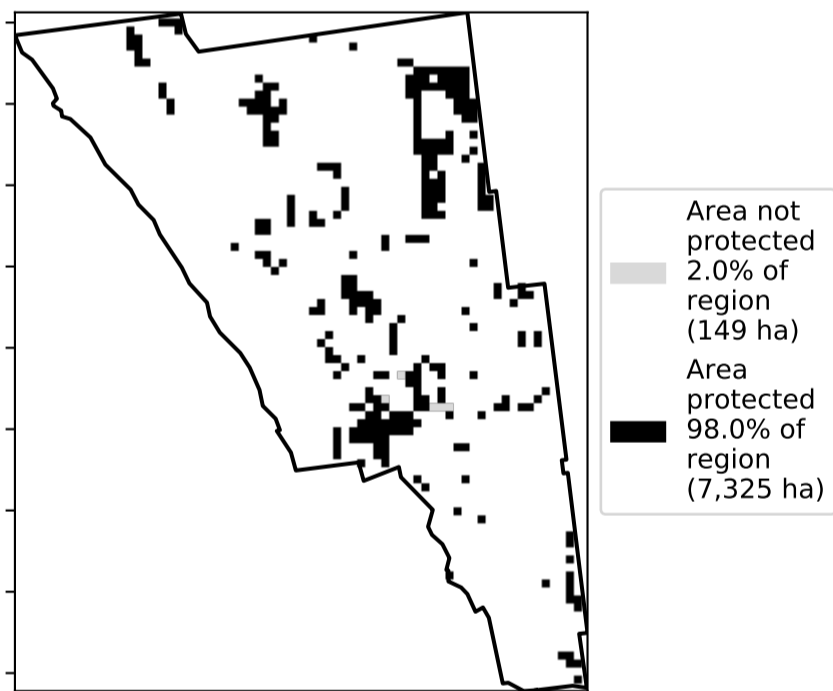 Area not
protected
2.0% of
region
(149 ha)
Area
protected
98.0% of
region
(7,325 ha)